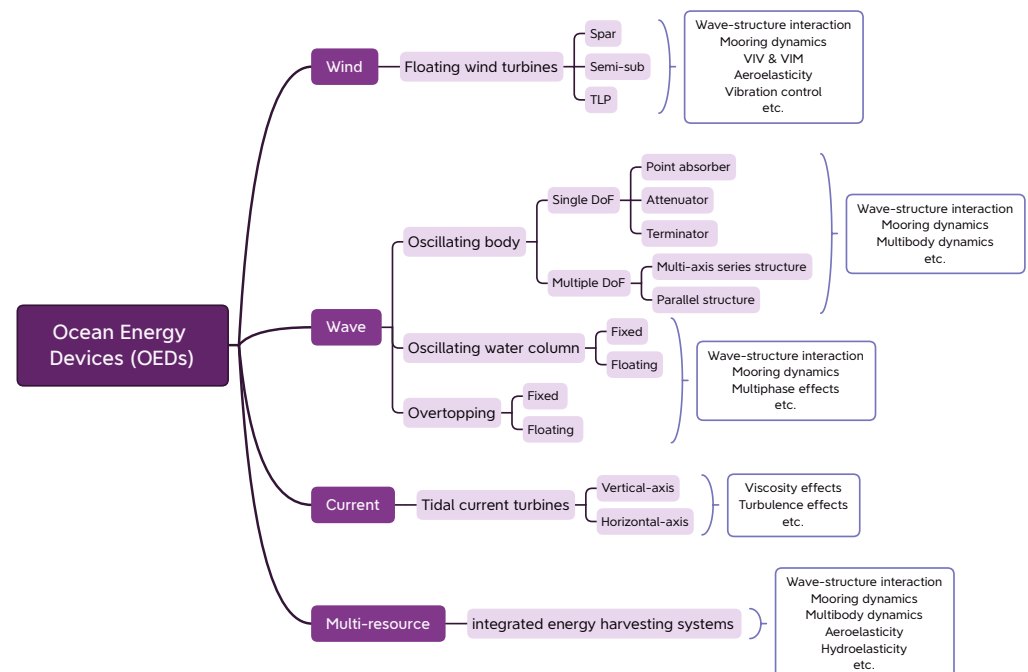 Ocean Energy
Devices (OEDs)
Wind
Floating wind turbines
Spar
Semi-sub
TLP
Wave-structure interaction
Mooring dynamics
VIV & VIM
Aeroelasticity
Vibration control
etc.
Wave
Oscillating body
Single DoF
Point absorber
Attenuator
Terminator
Multiple DoF
Multi-axis series structure
Parallel structure
Wave-structure interaction
Mooring dynamics
Multibody dynamics
etc.
Oscillating water column
Fixed
Floating
Overtopping
Fixed
Floating
Wave-structure interaction
Mooring dynamics
Multiphase effects
etc.
Current
Tidal current turbines
Vertical-axis
Horizontal-axis
Viscosity effects
Turbulence effects
etc.
Multi-resource
integrated energy harvesting systems
Wave-structure interaction
Mooring dynamics
Multibody dynamics
Aeroelasticity
Hydroelasticity
etc.